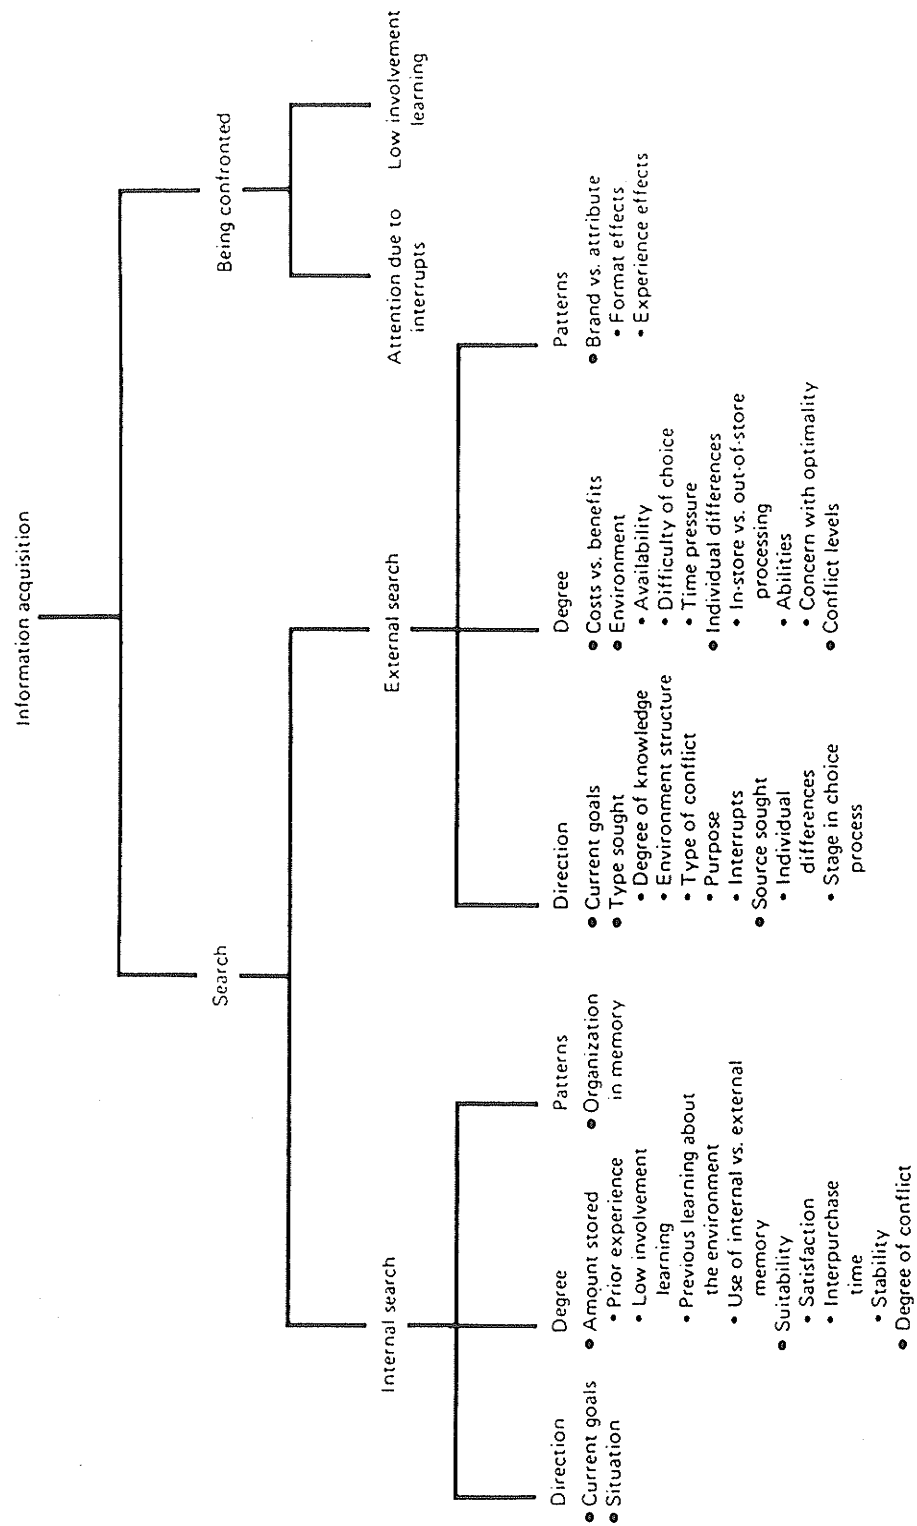 Information acquisition
Search
Being confronted
Internal search
External search
Attention due to
interrupts
Low involvement
learning
Direction
• Current goals
• Situation
Degree
• Amount stored
• Prior experience
• Low involvement
learning
• Previous learning about
the environment
• Use of internal vs. external
memory
• Suitability
• Satisfaction
• Interpurchase
time
• Stability
• Degree of conflict
Patterns
• Organization
in memory
Direction
• Current goals
• Type sought
• Degree of knowledge
• Environment structure
• Type of conflict
• Purpose
• Interrupts
• Source sought
• Individual
differences
• Stage in choice
process
Degree
• Costs vs. benefits
• Environment
• Availability
• Difficulty of choice
• Time pressure
• Individual differences
• In-store vs. out-of-store
processing
• Abilities
• Concern with optimality
• Conflict levels
Patterns
• Brand vs. attribute
• Format effects
• Experience effects